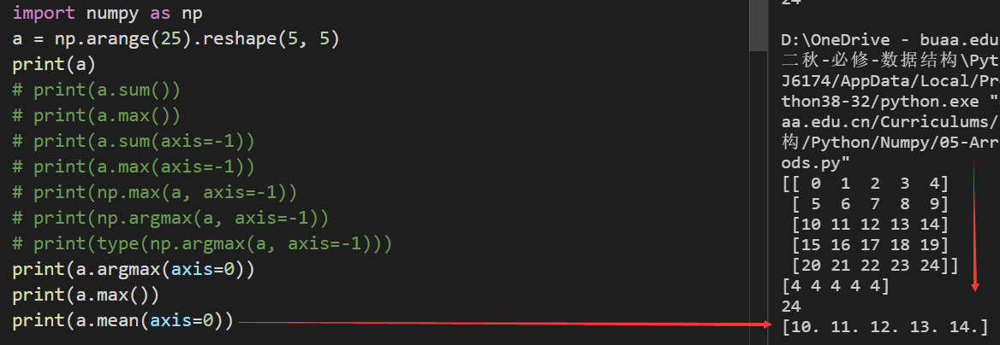 import numpy as np
a = np.arange(25).reshape(5, 5)
print(a)
# print(a.sum())
# print(a.max())
# print(a.sum(axis=-1))
# print(a.max(axis=-1))
# print(np.max(a, axis=-1))
# print(np.argmax(a, axis=-1))
# print(type(np.argmax(a, axis=-1)))
print(a.argmax(axis=0))
print(a.max())
print(a.mean(axis=0))
24
D:\OneDrive - buaa.edu
二秋-必修-数据结构\Pyt
J6174/AppData/Local/Pr
thon38-32/python.exe "
aa.edu.cn/Curriculums/
构/Python/Numpy/05-Arr
ods.py"
[[ 0  1  2  3  4]
 [ 5  6  7  8  9]
 [10 11 12 13 14]
 [15 16 17 18 19]
 [20 21 22 23 24]]
[4 4 4 4 4]
24
[10. 11. 12. 13. 14.]